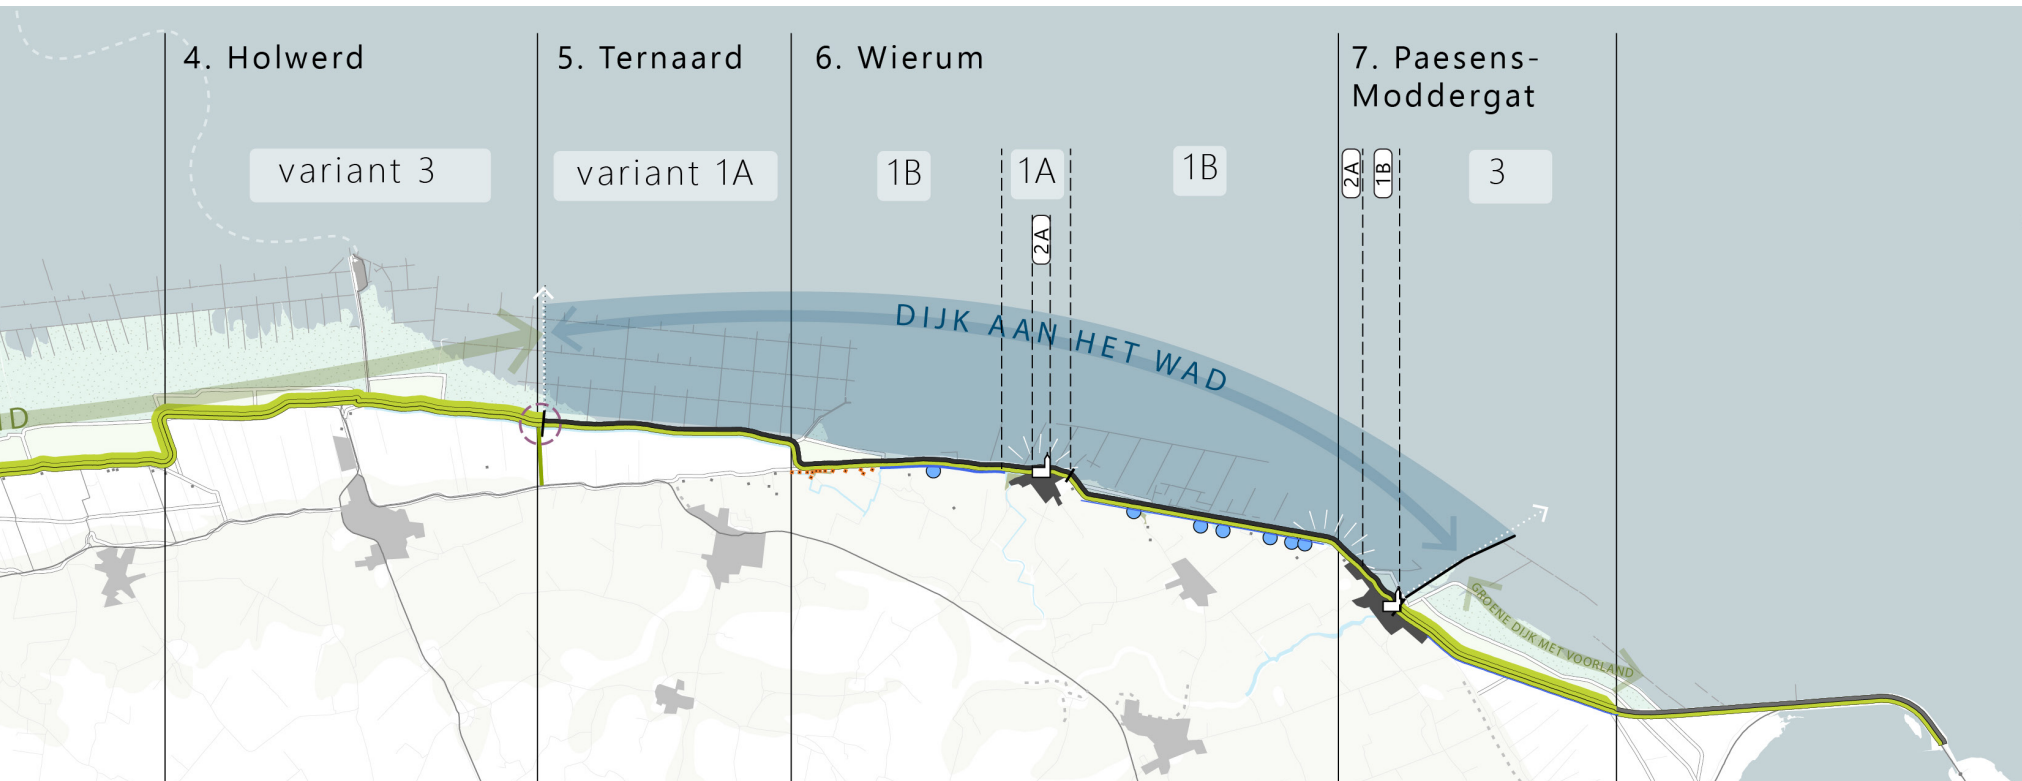 4. Holwerd
5. Ternaard
6. Wierum
7. Paesens-
Moddergat
variant 3
variant 1A
1B
1A
1B
2A
1B
3
2A
DIJK AAN HET WAD
GROENE DIJK MET VOORLAND